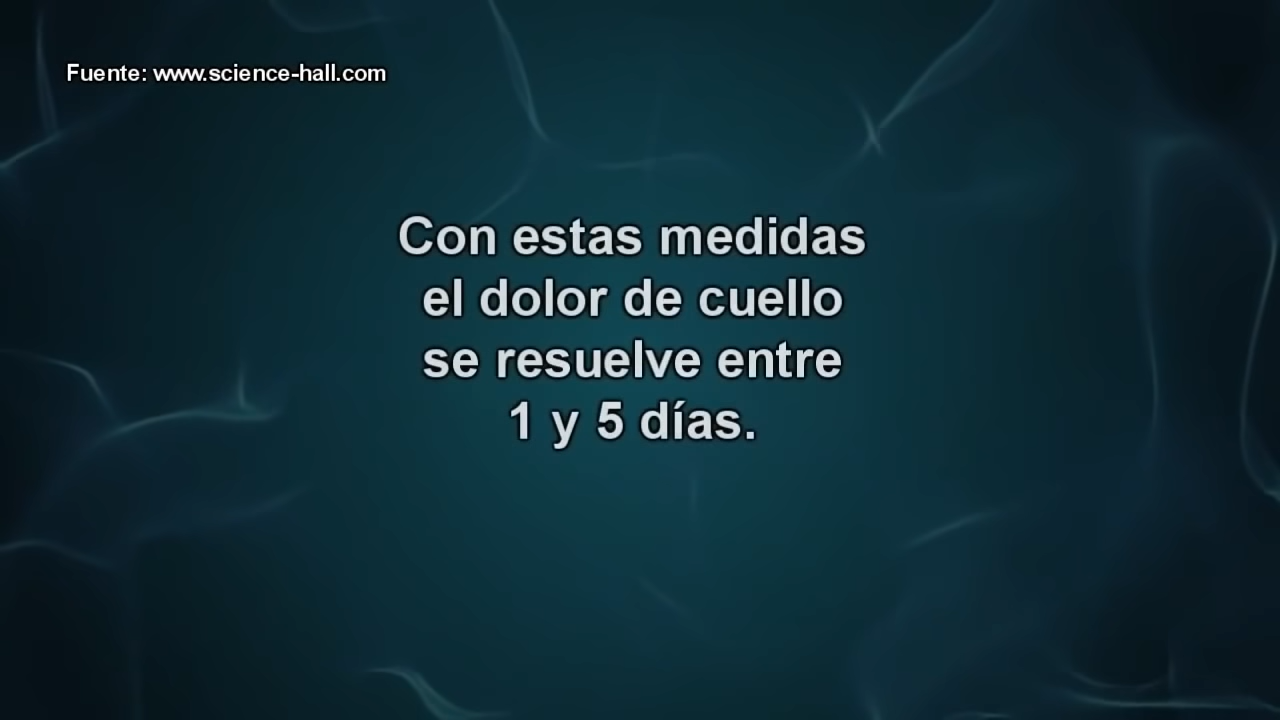 Fuente: www.science-hall.com
Con estas medidas
el dolor de cuello
se resuelve entre
1 y 5 días.